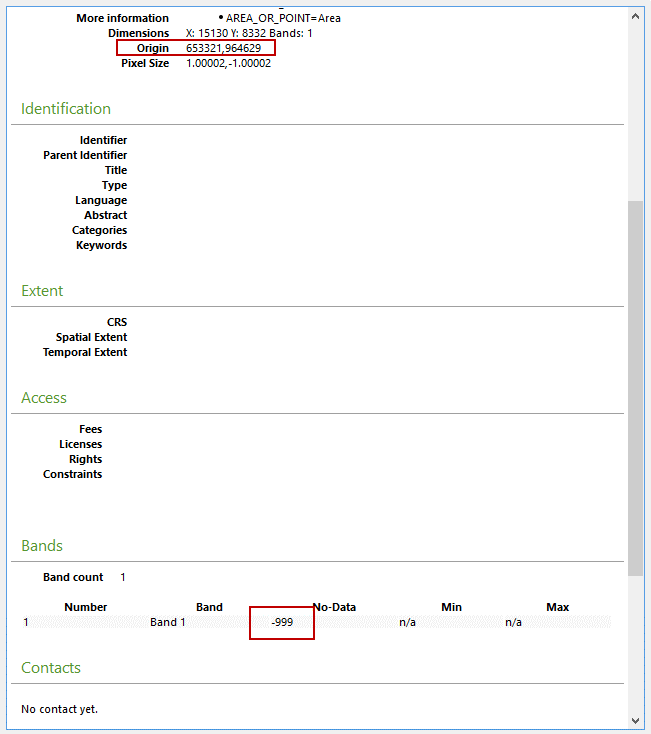 More information • AREA_OR_POINT=Area
Dimensions X: 15130 Y: 8332 Bands: 1
Origin 653321,964629
Pixel Size 1.00002,-1.00002
Identification
Identifier
Parent Identifier
Title
Type
Language
Abstract
Categories
Keywords
Extent
CRS
Spatial Extent
Temporal Extent
Access
Fees
Licenses
Rights
Constraints
Bands
Band count 1
Number Band No-Data Min Max
1 Band 1 -999 n/a n/a
Contacts
No contact yet.